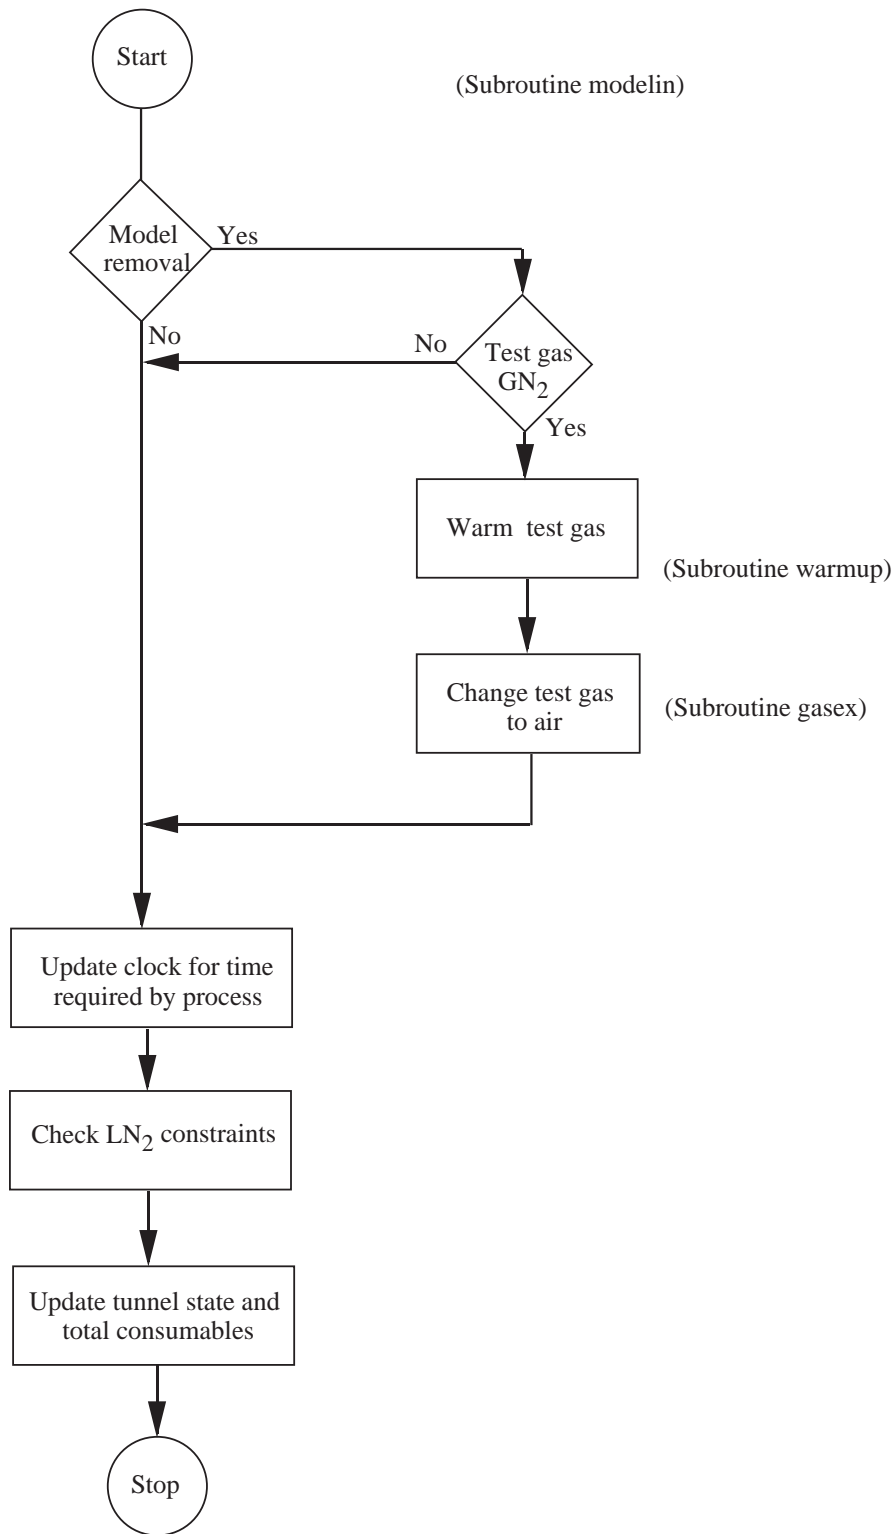 Start
(Subroutine modelin)
Model
removal
Yes
No
No
Test gas
GN2
Yes
Warm test gas
(Subroutine warmup)
Change test gas
to air
(Subroutine gasex)
Update clock for time
required by process
Check LN2 constraints
Update tunnel state and
total consumables
Stop